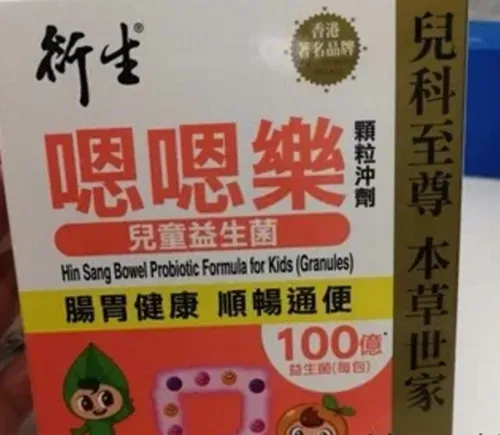 衍生®
香港
著名品牌
兒科至尊 本草世家
嗯嗯樂
顆粒沖劑
兒童益生菌
Hin Sang Bowel Probiotic Formula for Kids (Granules)
腸胃健康 順暢通便
100億
益生菌(每包)